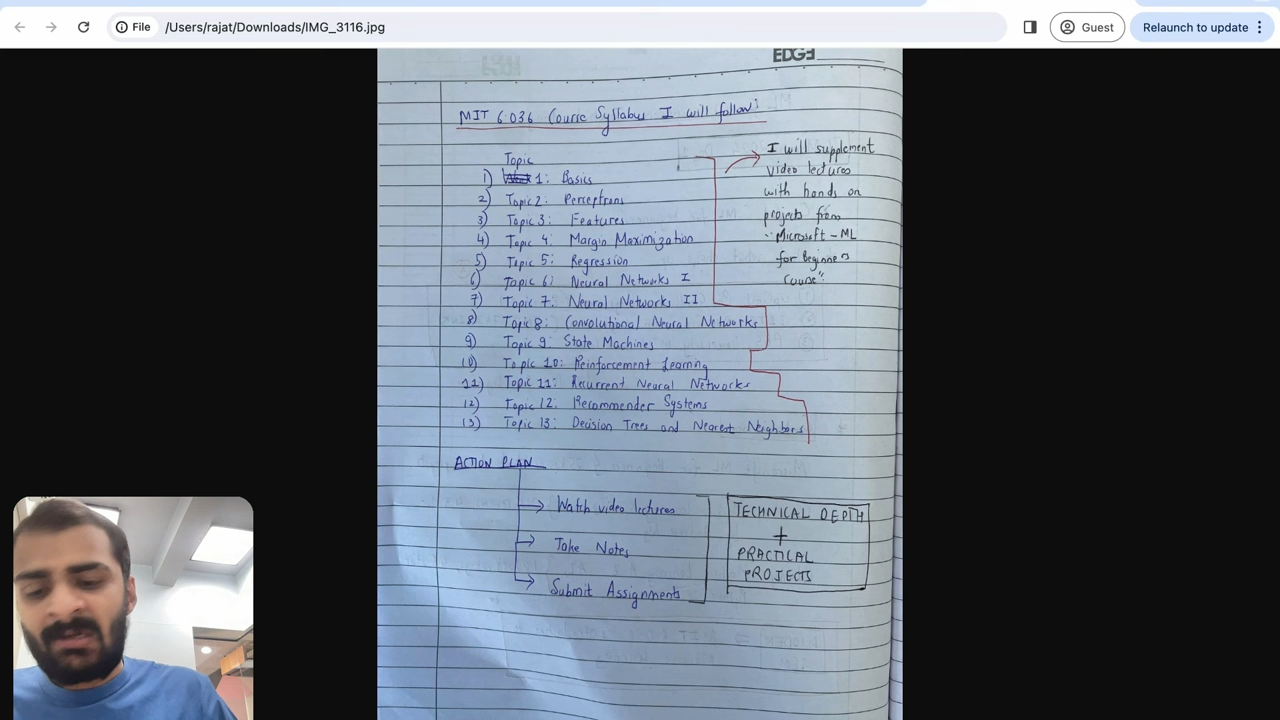 File
/Users/rajat/Downloads/IMG_3116.jpg
Guest
Relaunch to update
EDGE
MIT 6.036 Course Syllabus I will follow:
Topic
1) 1: Basics
2) Topic 2: Perceptrons
3) Topic 3: Features
4) Topic 4: Margin Maximization
5) Topic 5: Regression
6) Topic 6: Neural Networks I
7) Topic 7. Neural Networks II
8) Topic 8: Convolutional Neural Networks
9) Topic 9: State Machines
10) Topic 10: Reinforcement Learning
11) Topic 11: Recurrent Neural Networks
12) Topic 12: Recommender Systems
13) Topic 13: Decision Trees and Nearest Neighbors
I will supplement
video lectures
with hands on
projects from
"Microsoft - ML
for Beginners
Course".
ACTION PLAN
Watch video lectures
Take Notes
Submit Assignments
TECHNICAL DEPTH
+
PRACTICAL
PROJECTS